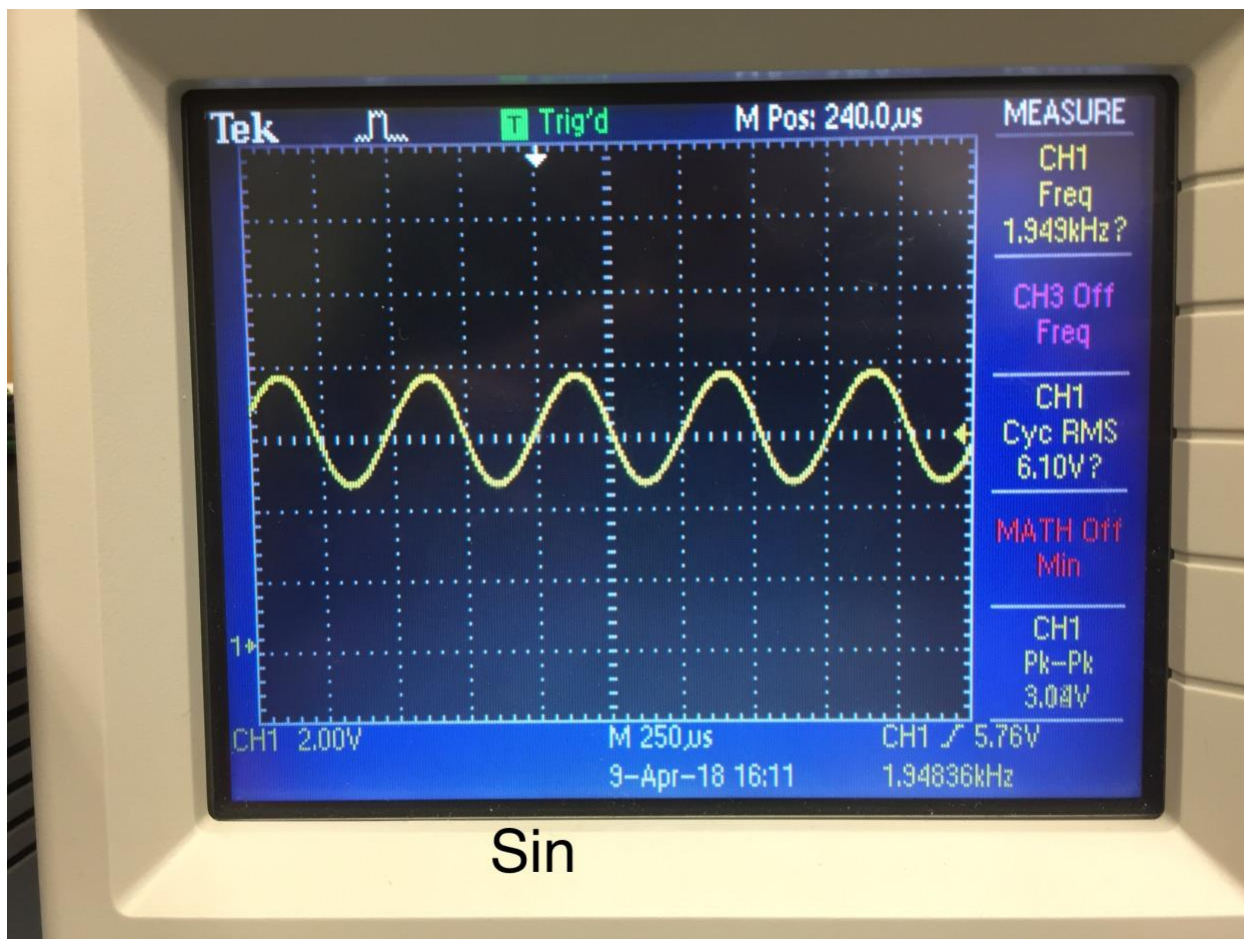 Tek
T Trig'd
M Pos: 240.0µs
MEASURE
CH1
Freq
1.949kHz?
CH3 Off
Freq
CH1
Cyc RMS
6.10V?
MATH Off
Min
CH1
Pk-Pk
1
CH1 2.00V
M 250µs
CH1 5.76V
9-Apr-18 16:11
1.94836kHz
Sin